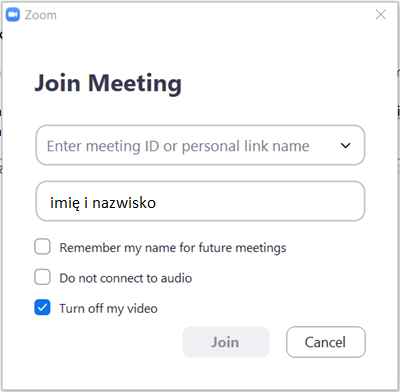 Zoom
Join Meeting
Enter meeting ID or personal link name
imię i nazwisko
Remember my name for future meetings
Do not connect to audio
Turn off my video
Join Cancel